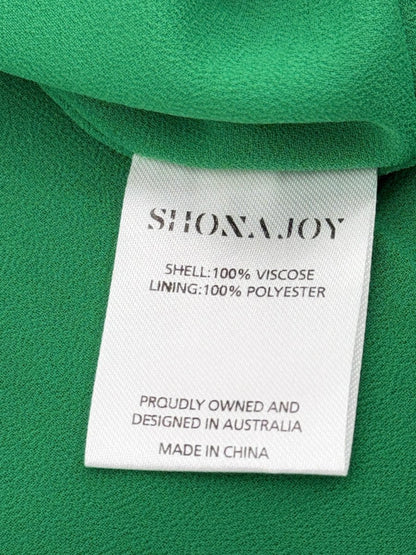 SHONA JOY
SHELL:100% VISCOSE
LINING:100% POLYESTER
PROUDLY OWNED AND
DESIGNED IN AUSTRALIA
MADE IN CHINA